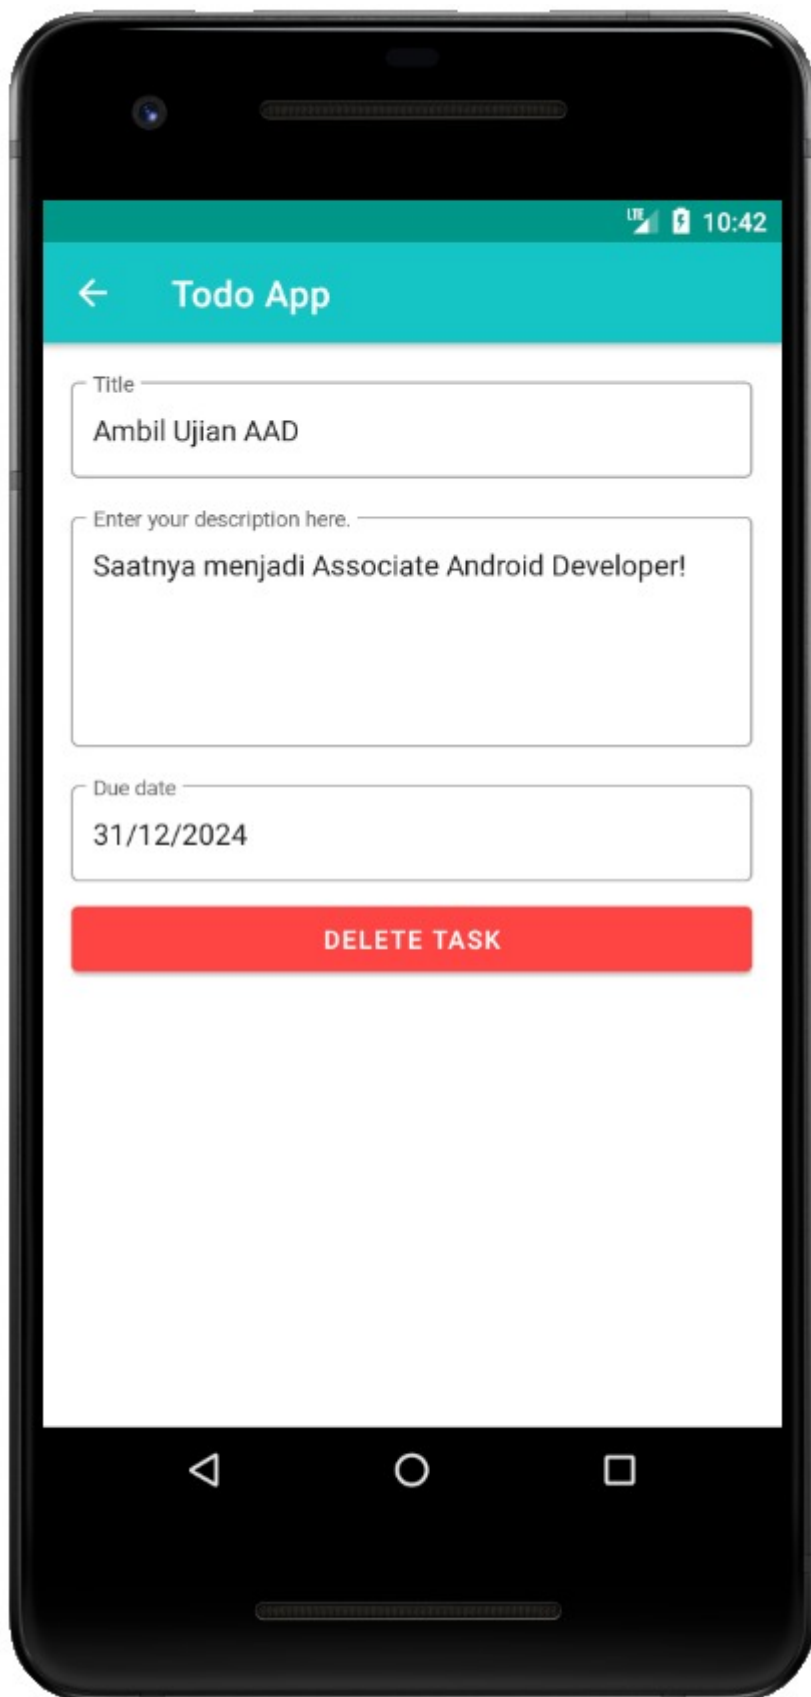 LTE 10:42
Todo App
Title
Ambil Ujian AAD
Enter your description here.
Saatnya menjadi Associate Android Developer!
Due date
31/12/2024
DELETE TASK